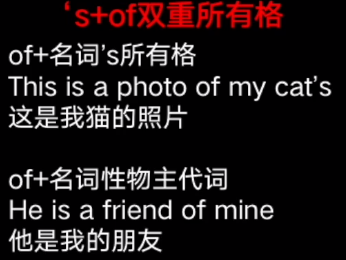 ‘s+of双重所有格
of+名词’s所有格
This is a photo of my cat’s
这是我猫的照片
of+名词性物主代词
He is a friend of mine
他是我的朋友